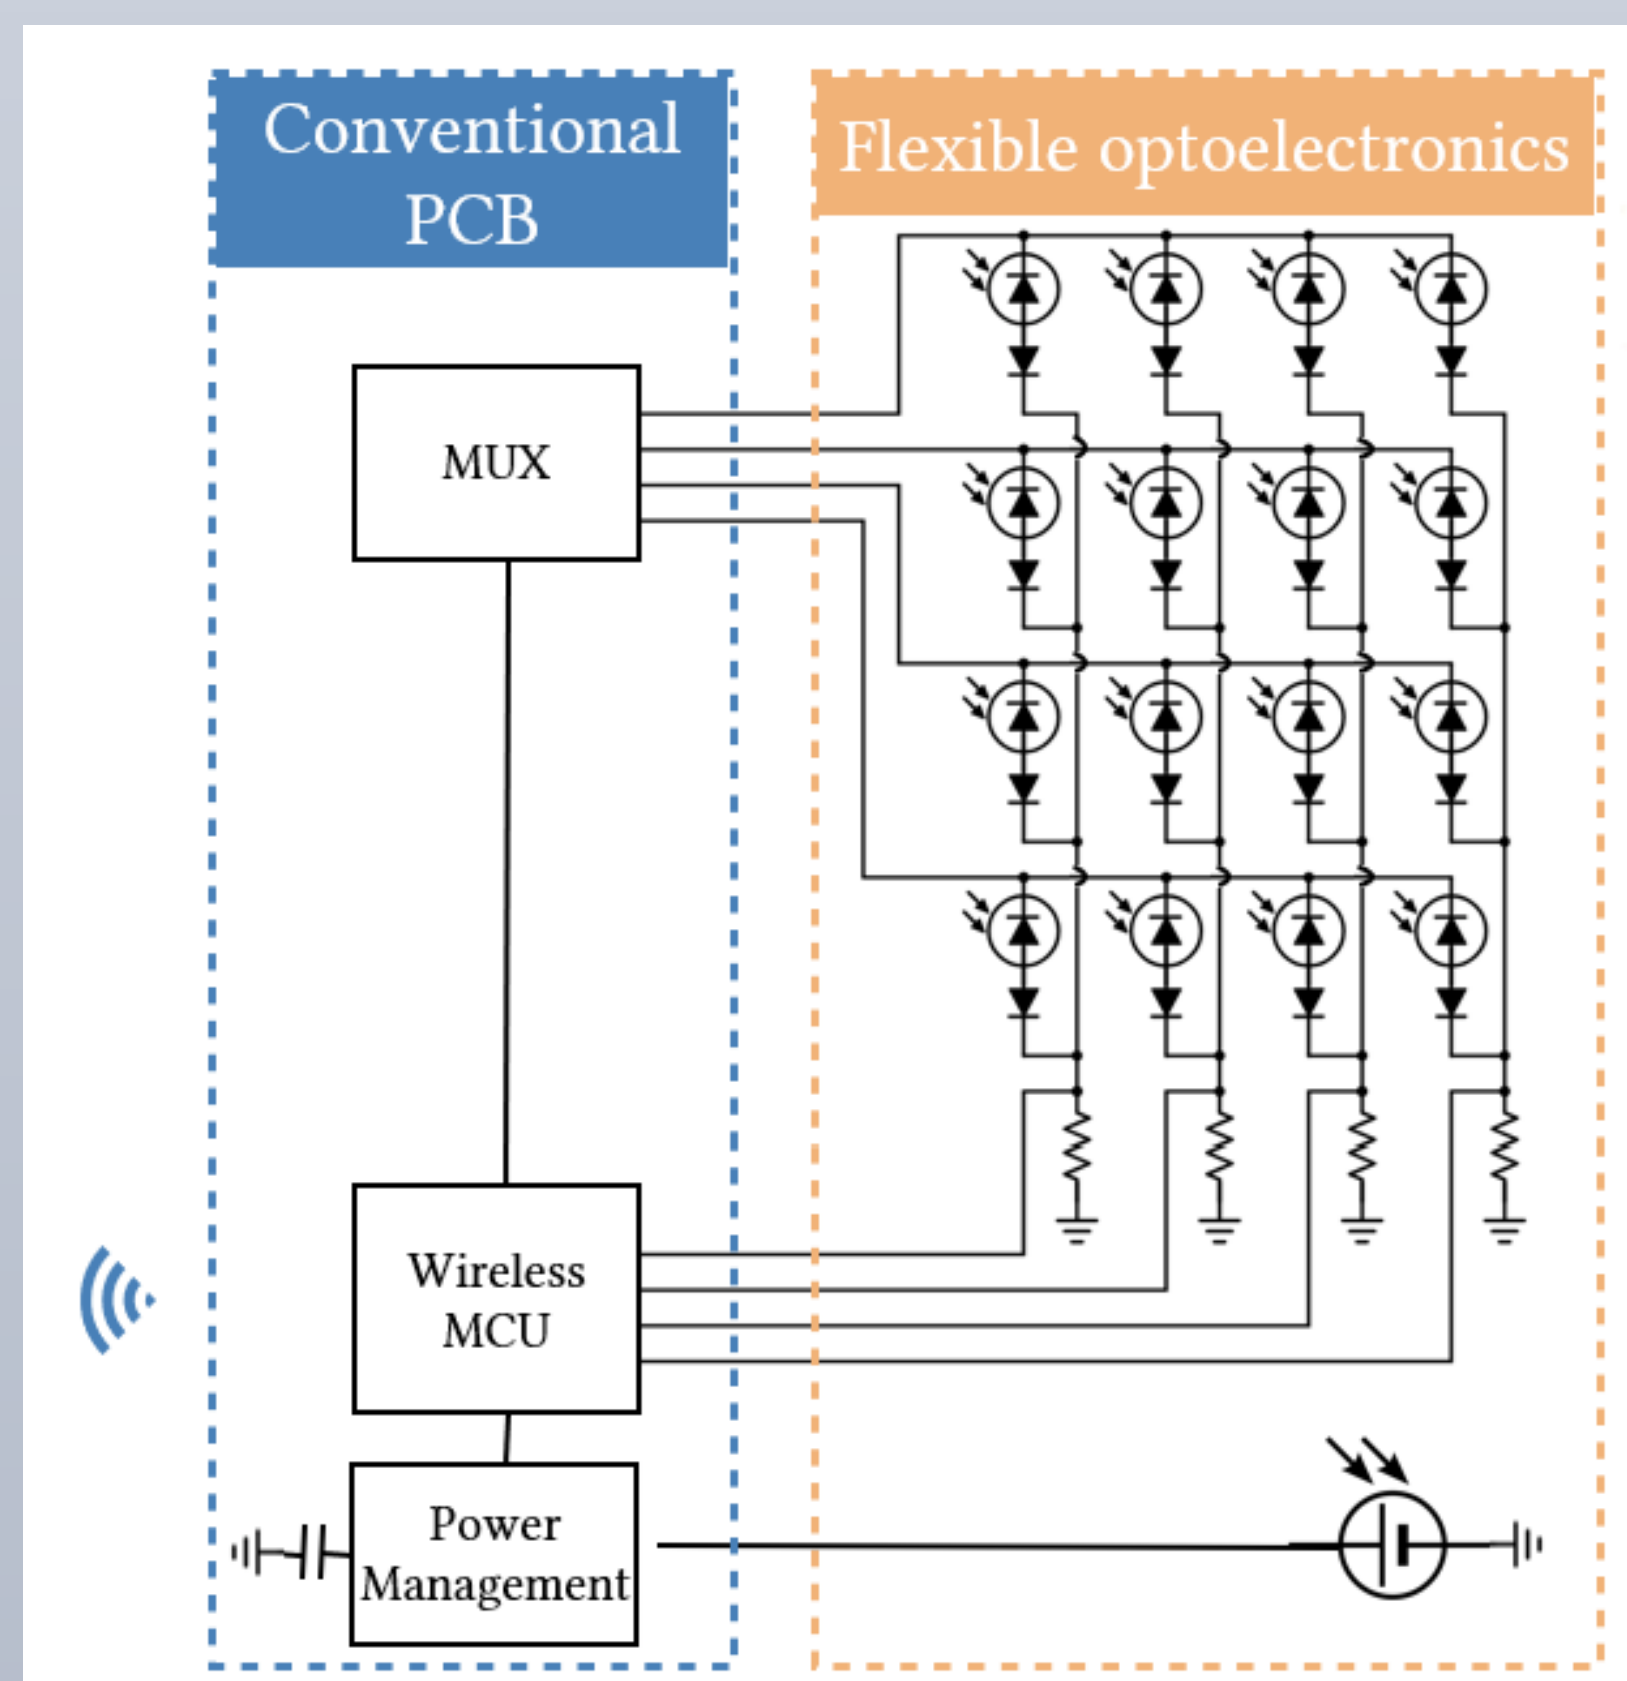 Conventional
PCB
Flexible optoelectronics
MUX
Wireless
MCU
Power
Management